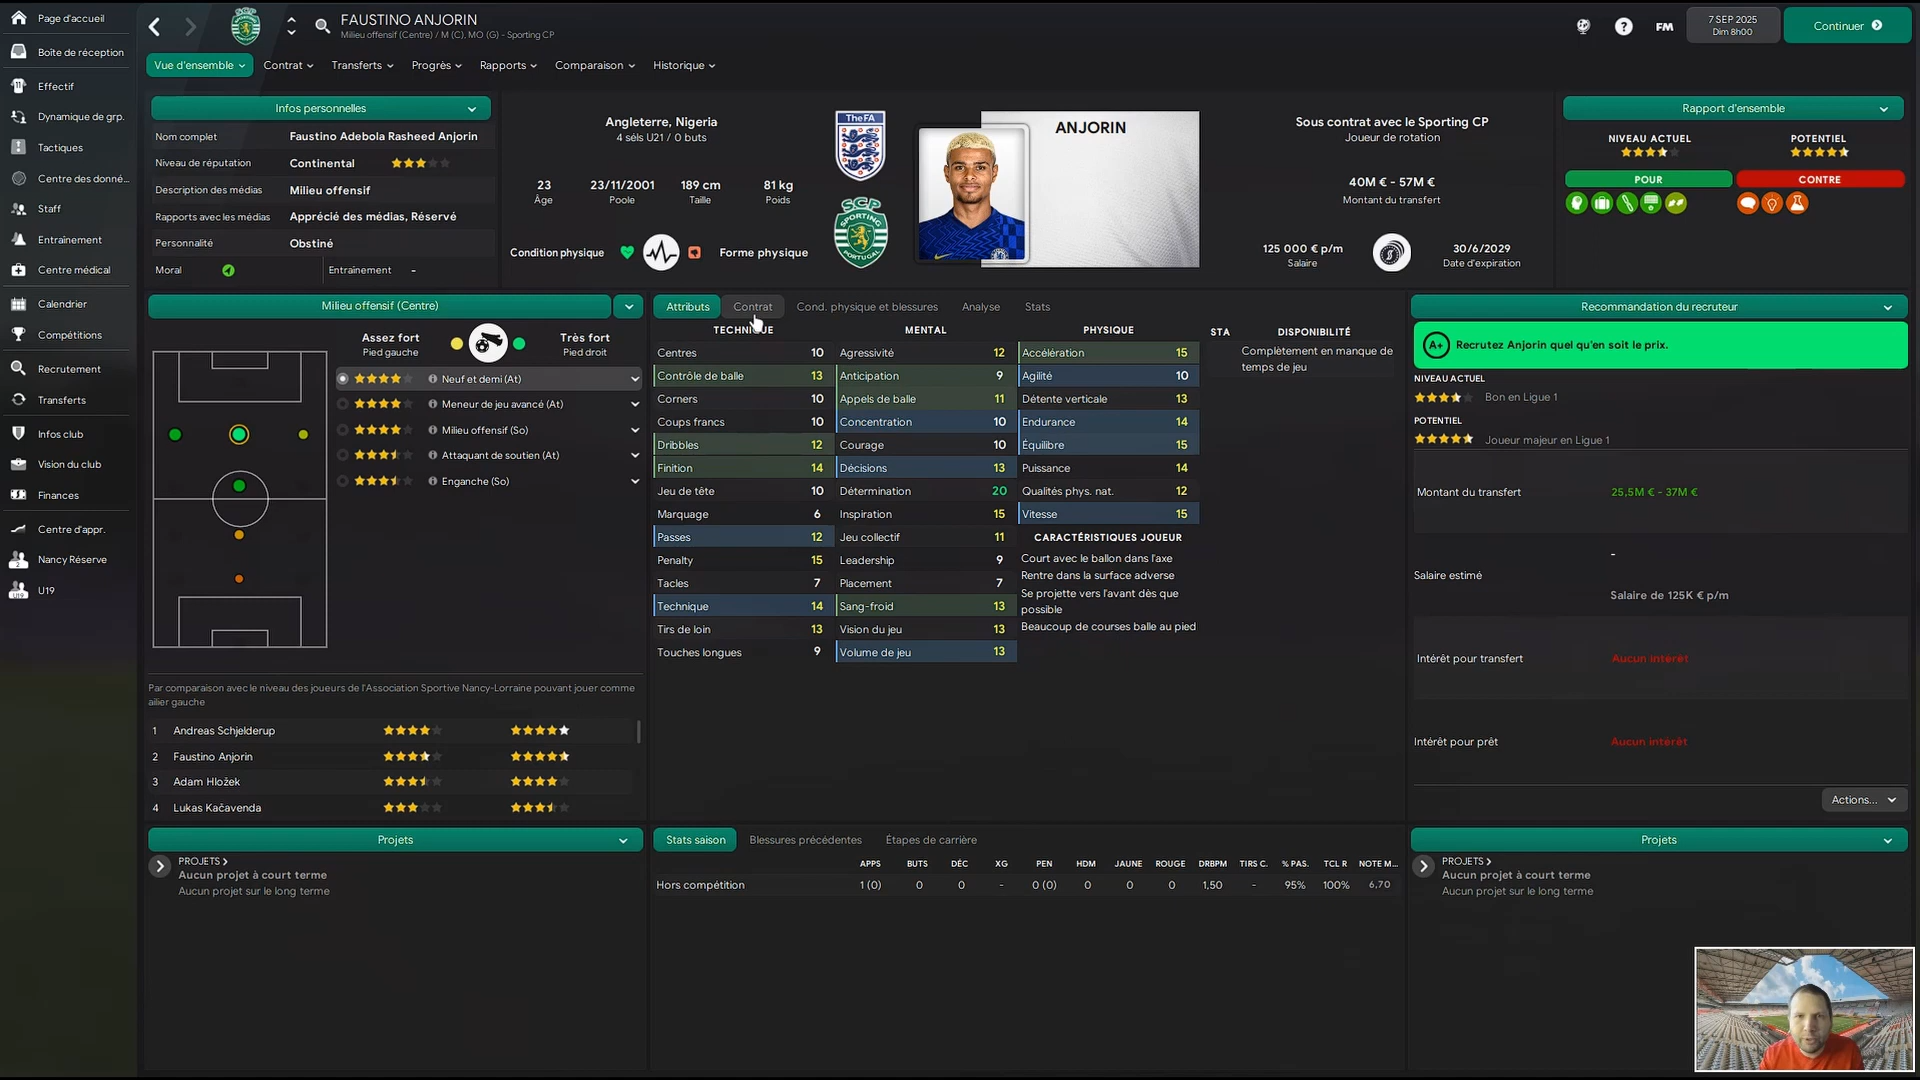 Page d'accueil
Boîte de réception
Effectif
Dynamique de grp.
Tactiques
Centre des donné...
Staff
Entraînement
Centre médical
Calendrier
Compétitions
Recrutement
Transferts
Infos club
Vision du club
Finances
Centre d'appr.
Nancy Réserve
U19
FAUSTINO ANJORIN
Milieu offensif (Centre) / M (C), MO (G) - Sporting CP
FM
7 SEP 2025
Dim 8h00
Continuer
Vue d'ensemble
Contrat
Transferts
Progrès
Rapports
Comparaison
Historique
Infos personnelles
Nom complet Faustino Adebola Rasheed Anjorin
Niveau de réputation Continental
Description des médias Milieu offensif
Rapports avec les médias Apprécié des médias, Réservé
Personnalité Obstiné
Moral
Entraînement -
Angleterre, Nigeria
4 séls U21 / 0 buts
23 23/11/2001 189 cm 81 kg
Âge Poole Taille Poids
Condition physique
Forme physique
The FA
SCP
SPORTING
PORTUGAL
ANJORIN
Sous contrat avec le Sporting CP
Joueur de rotation
40M € - 57M €
Montant du transfert
125 000 € p/m
Salaire
30/6/2029
Date d'expiration
Rapport d'ensemble
NIVEAU ACTUEL POTENTIEL
POUR CONTRE
Milieu offensif (Centre)
Assez fort
Pied gauche
Très fort
Pied droit
Neuf et demi (At)
Meneur de jeu avancé (At)
Milieu offensif (So)
Attaquant de soutien (At)
Enganche (So)
Par comparaison avec le niveau des joueurs de l'Association Sportive Nancy-Lorraine pouvant jouer comme
ailier gauche
1 Andreas Schjelderup
2 Faustino Anjorin
3 Adam Hložek
4 Lukas Kačavenda
Attributs
Contrat
Cond. physique et blessures
Analyse
Stats
TECHNIQUE
Centres 10
Contrôle de balle 13
Corners 10
Coups francs 10
Dribbles 12
Finition 14
Jeu de tête 10
Marquage 6
Passes 12
Penalty 15
Tacles 7
Technique 14
Tirs de loin 13
Touches longues 9
MENTAL
Agressivité 12
Anticipation 9
Appels de balle 11
Concentration 10
Courage 10
Décisions 13
Détermination 20
Inspiration 15
Jeu collectif 11
Leadership 9
Placement 7
Sang-froid 13
Vision du jeu 13
Volume de jeu 13
PHYSIQUE
Accélération 15
Agilité 10
Détente verticale 13
Endurance 14
Équilibre 15
Puissance 14
Qualités phys. nat. 12
Vitesse 15
CARACTÉRISTIQUES JOUEUR
Court avec le ballon dans l'axe
Rentre dans la surface adverse
Se projette vers l'avant dès que
possible
Beaucoup de courses balle au pied
STA DISPONIBILITÉ
Complètement en manque de
temps de jeu
Recommandation du recruteur
A+ Recrutez Anjorin quel qu'en soit le prix.
NIVEAU ACTUEL
Bon en Ligue 1
POTENTIEL
Joueur majeur en Ligue 1
Montant du transfert 25,5M € - 37M €
-
Salaire estimé
Salaire de 125K € p/m
Intérêt pour transfert Aucun intérêt
Intérêt pour prêt Aucun intérêt
Actions...
Projets
PROJETS >
Aucun projet à court terme
Aucun projet sur le long terme
Stats saison
Blessures précédentes
Étapes de carrière
APPS BUTS DÉC XG PEN HDM JAUNE ROUGE DRBPM TIRS C. % PAS. TCL R NOTE M...
Hors compétition 1 (0) 0 0 - 0 (0) 0 0 0 1,50 - 95% 100% 6,70
Projets
PROJETS >
Aucun projet à court terme
Aucun projet sur le long terme